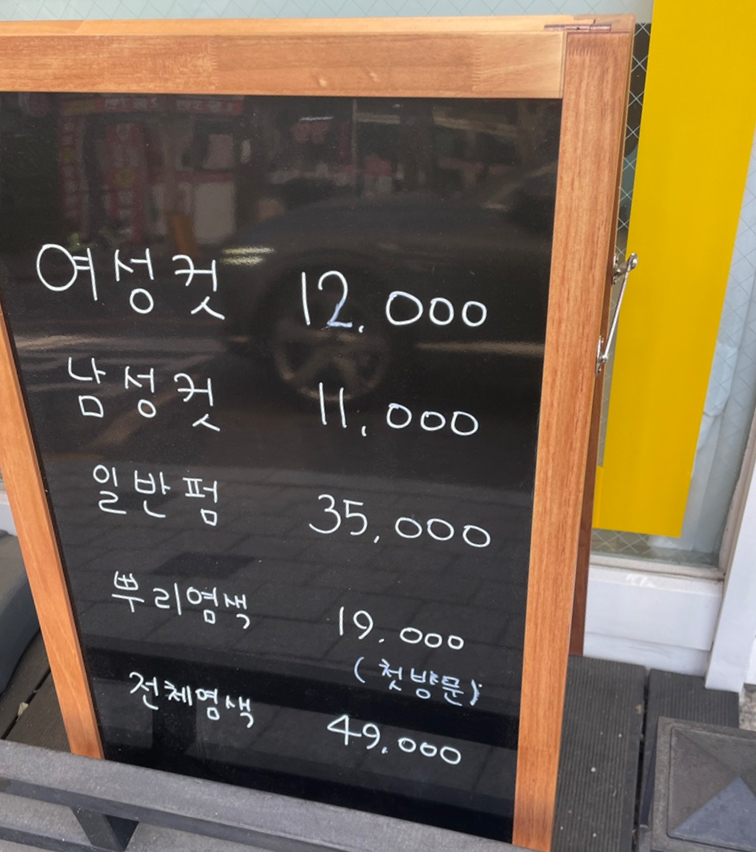 여성컷 12,000
남성컷 11,000
일반펌 35,000
뿌리염색 19,000
(첫방문)
전체염색 49,000